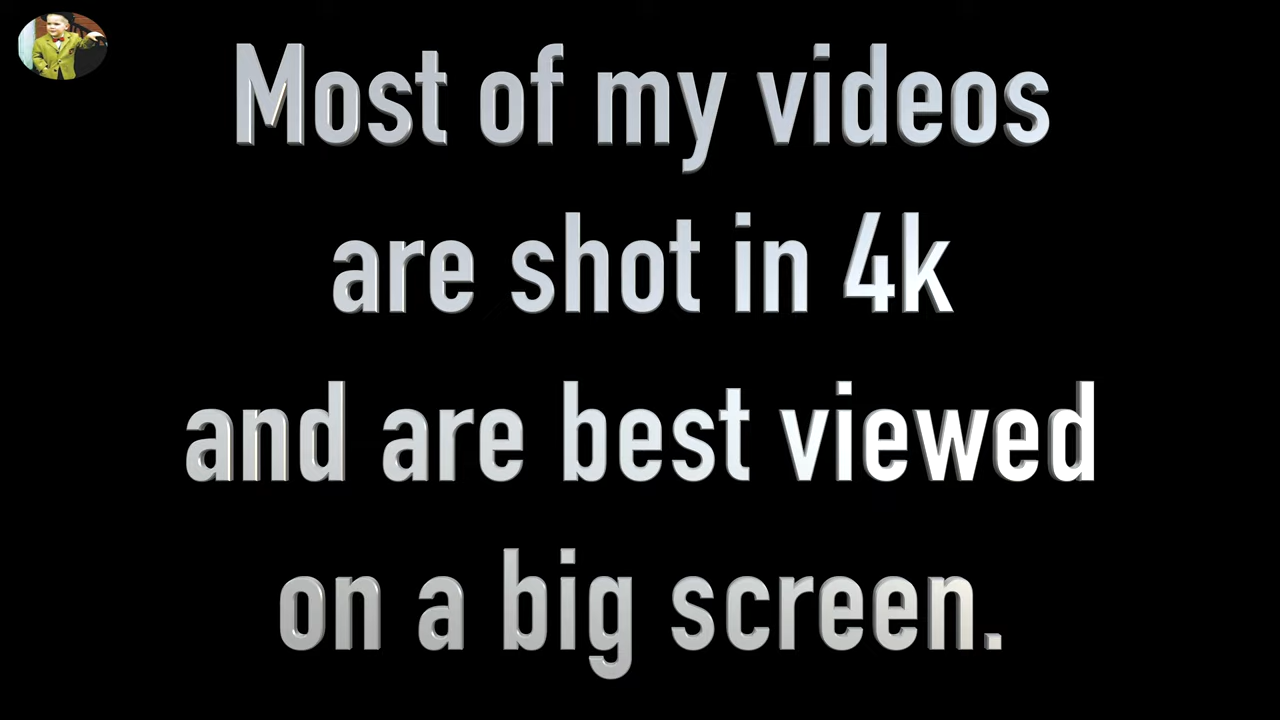 Most of my videos
are shot in 4k
and are best viewed
on a big screen.